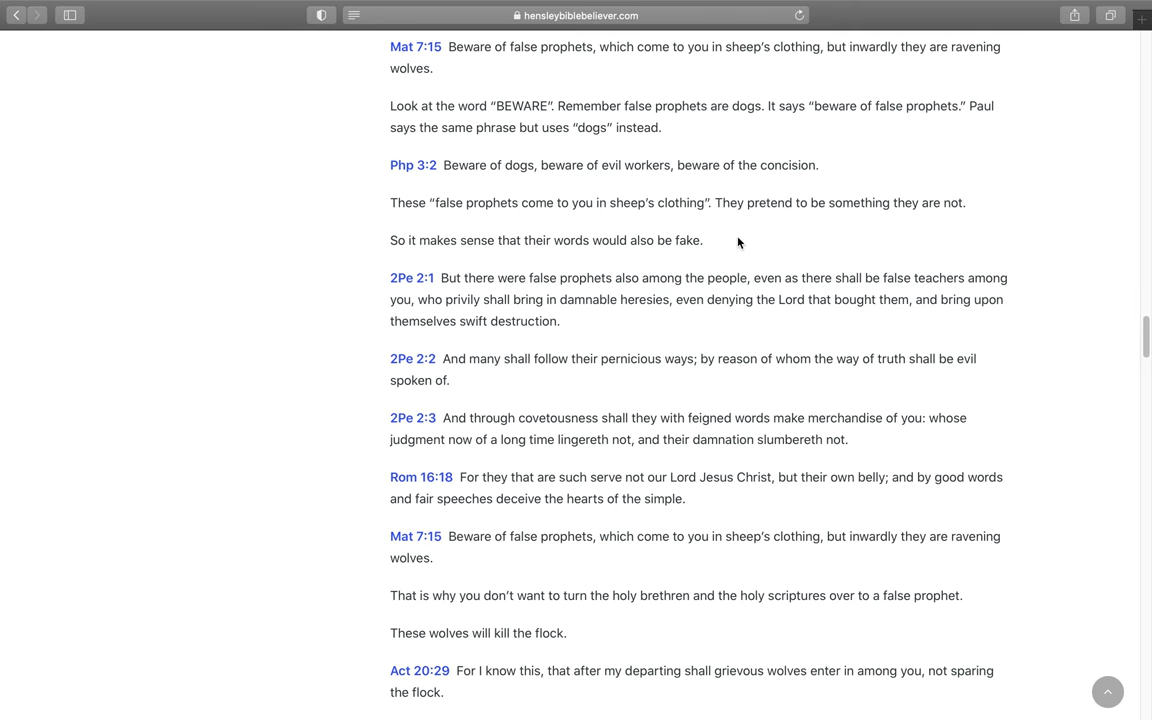 hensleybiblebeliever.com
Mat 7:15 Beware of false prophets, which come to you in sheep’s clothing, but inwardly they are ravening
wolves.
Look at the word “BEWARE”. Remember false prophets are dogs. It says “beware of false prophets.” Paul
says the same phrase but uses “dogs” instead.
Php 3:2 Beware of dogs, beware of evil workers, beware of the concision.
These “false prophets come to you in sheep’s clothing”. They pretend to be something they are not.
So it makes sense that their words would also be fake.
2Pe 2:1 But there were false prophets also among the people, even as there shall be false teachers among
you, who privily shall bring in damnable heresies, even denying the Lord that bought them, and bring upon
themselves swift destruction.
2Pe 2:2 And many shall follow their pernicious ways; by reason of whom the way of truth shall be evil
spoken of.
2Pe 2:3 And through covetousness shall they with feigned words make merchandise of you: whose
judgment now of a long time lingereth not, and their damnation slumbereth not.
Rom 16:18 For they that are such serve not our Lord Jesus Christ, but their own belly; and by good words
and fair speeches deceive the hearts of the simple.
Mat 7:15 Beware of false prophets, which come to you in sheep’s clothing, but inwardly they are ravening
wolves.
That is why you don’t want to turn the holy brethren and the holy scriptures over to a false prophet.
These wolves will kill the flock.
Act 20:29 For I know this, that after my departing shall grievous wolves enter in among you, not sparing
the flock.